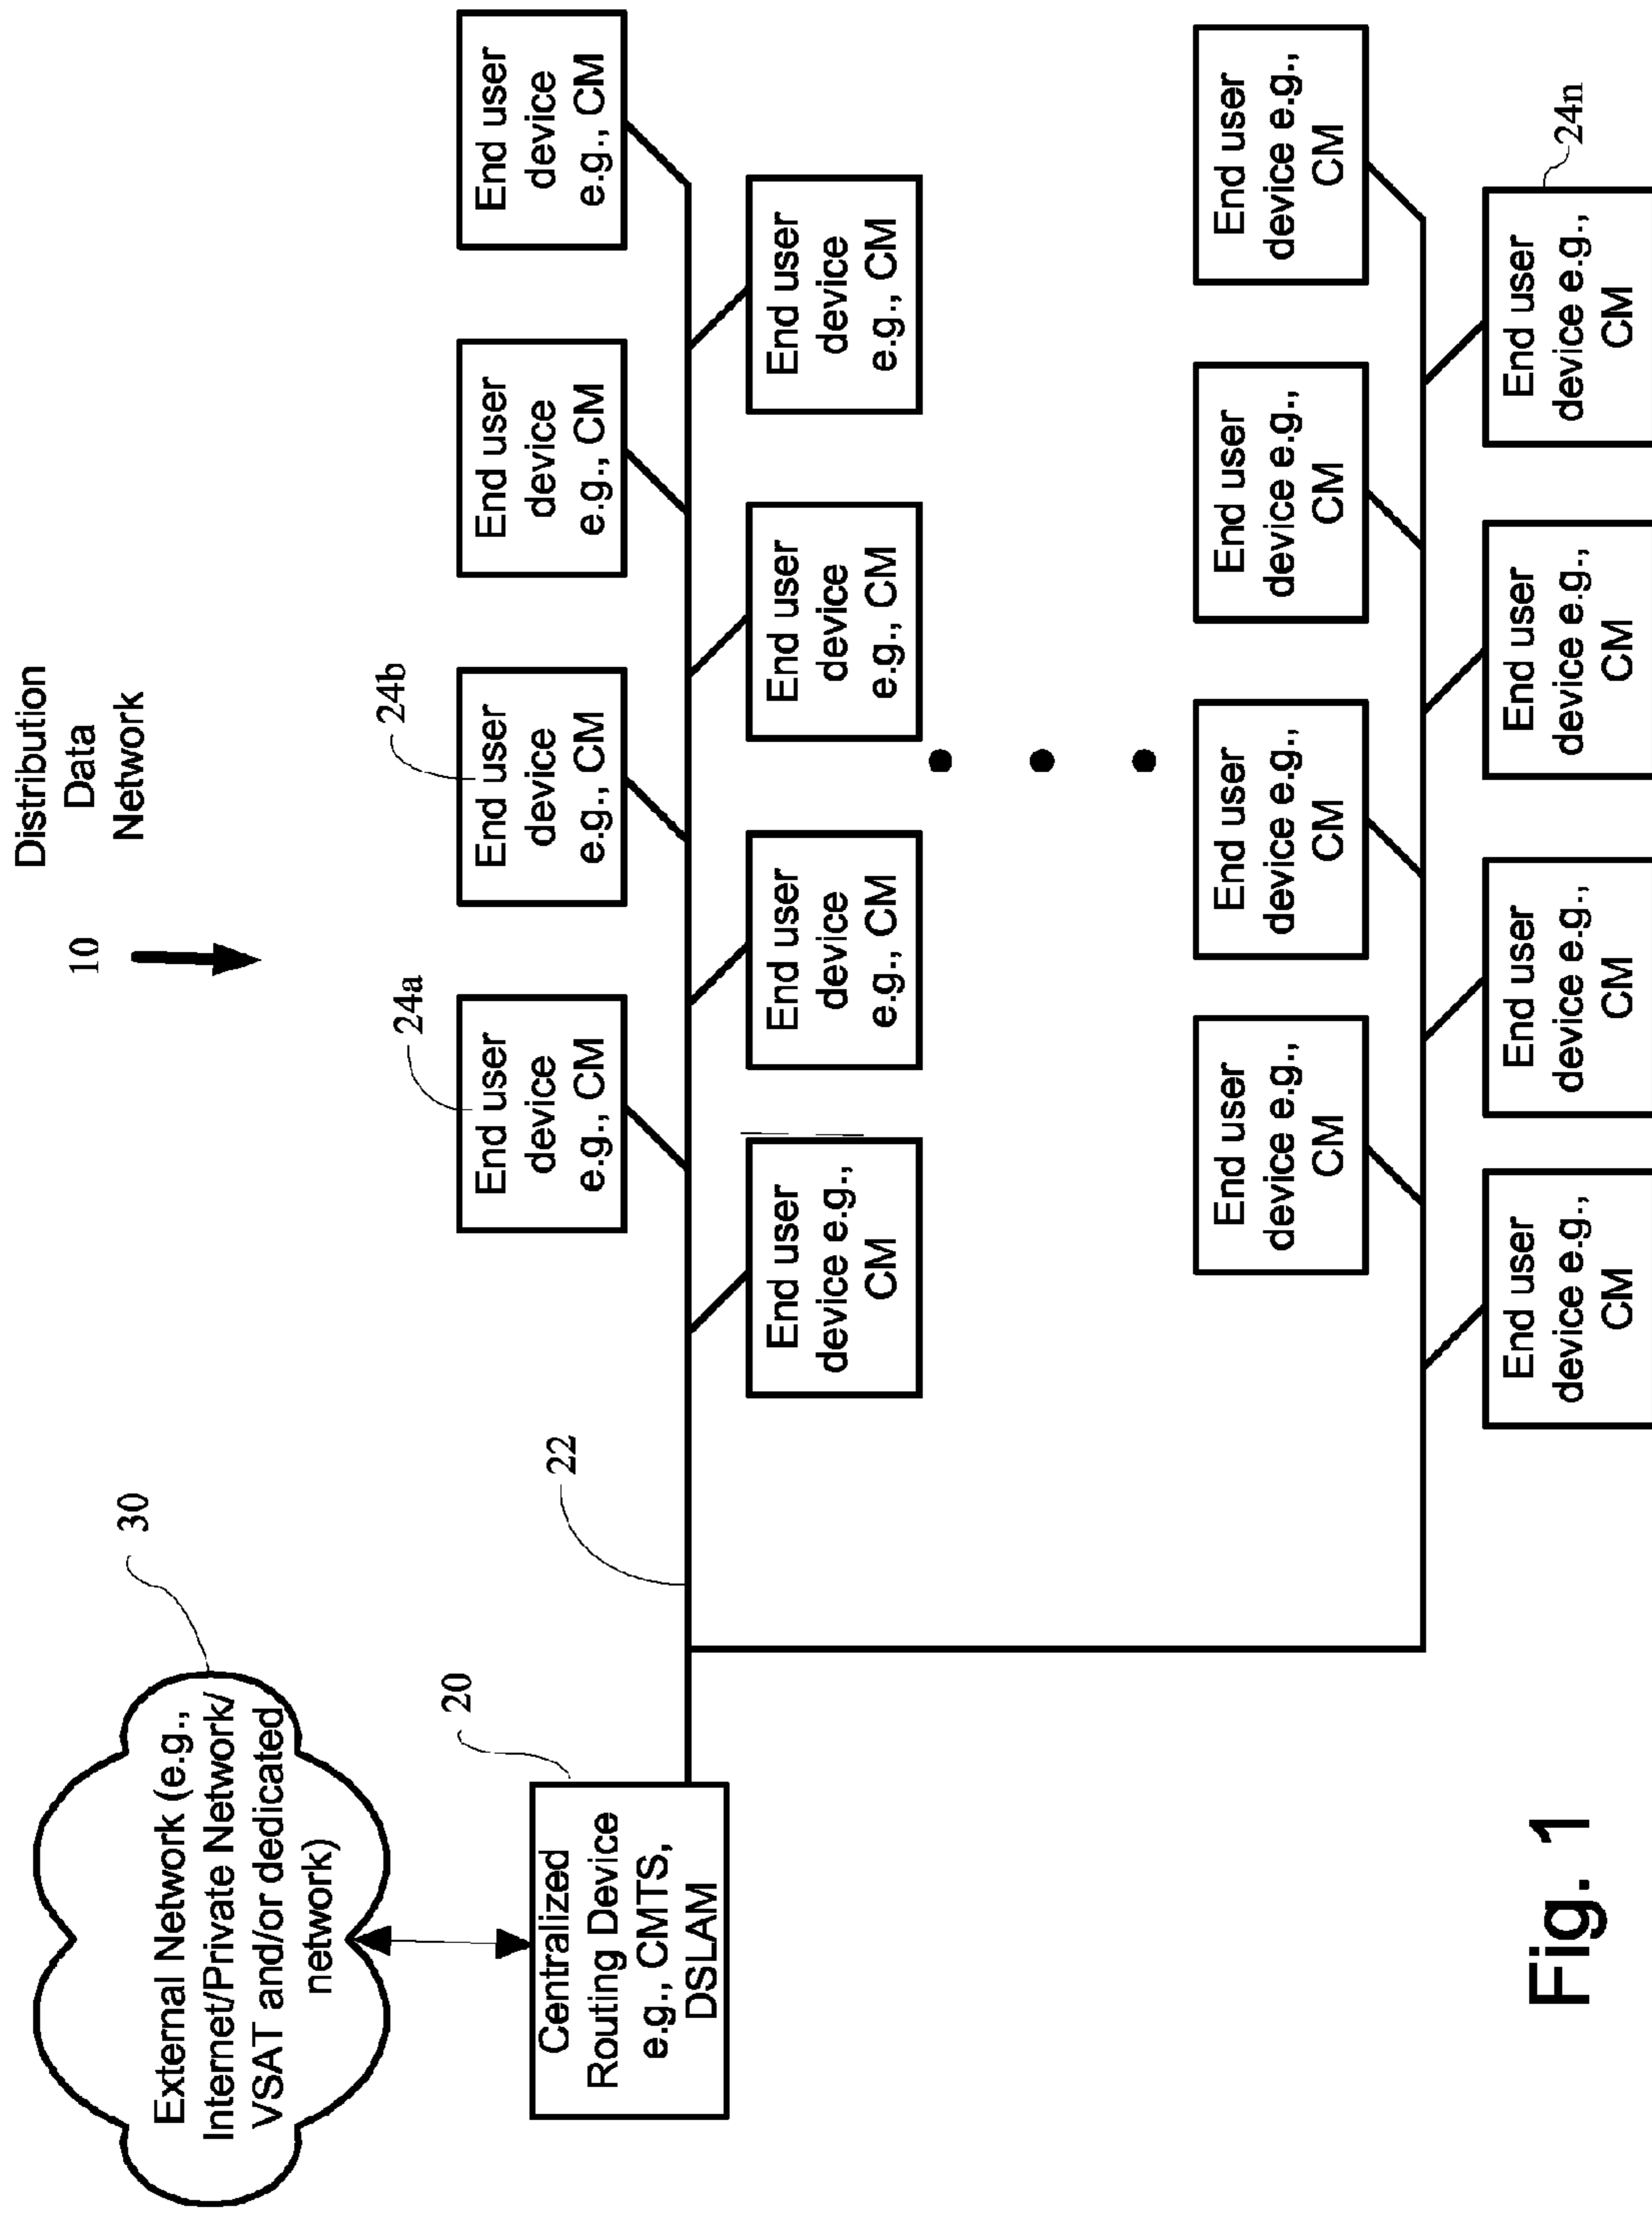 Distribution
Data
Network
10
30
External Network (e.g.,
Internet/Private Network/
VSAT and/or dedicated
network)
20
Centralized
Routing Device
e.g., CMTS,
DSLAM
22
24a
End user
device
e.g., CM
24b
End user
device
e.g., CM
End user
device
e.g., CM
End user
device
e.g., CM
End user
device e.g.,
CM
End user
device
e.g., CM
End user
device
e.g., CM
End user
device
e.g., CM
End user
device e.g.,
CM
End user
device e.g.,
CM
End user
device e.g.,
CM
End user
device e.g.,
CM
End user
device e.g.,
CM
End user
device e.g.,
CM
End user
device e.g.,
CM
End user
device e.g.,
CM
24n
Fig. 1